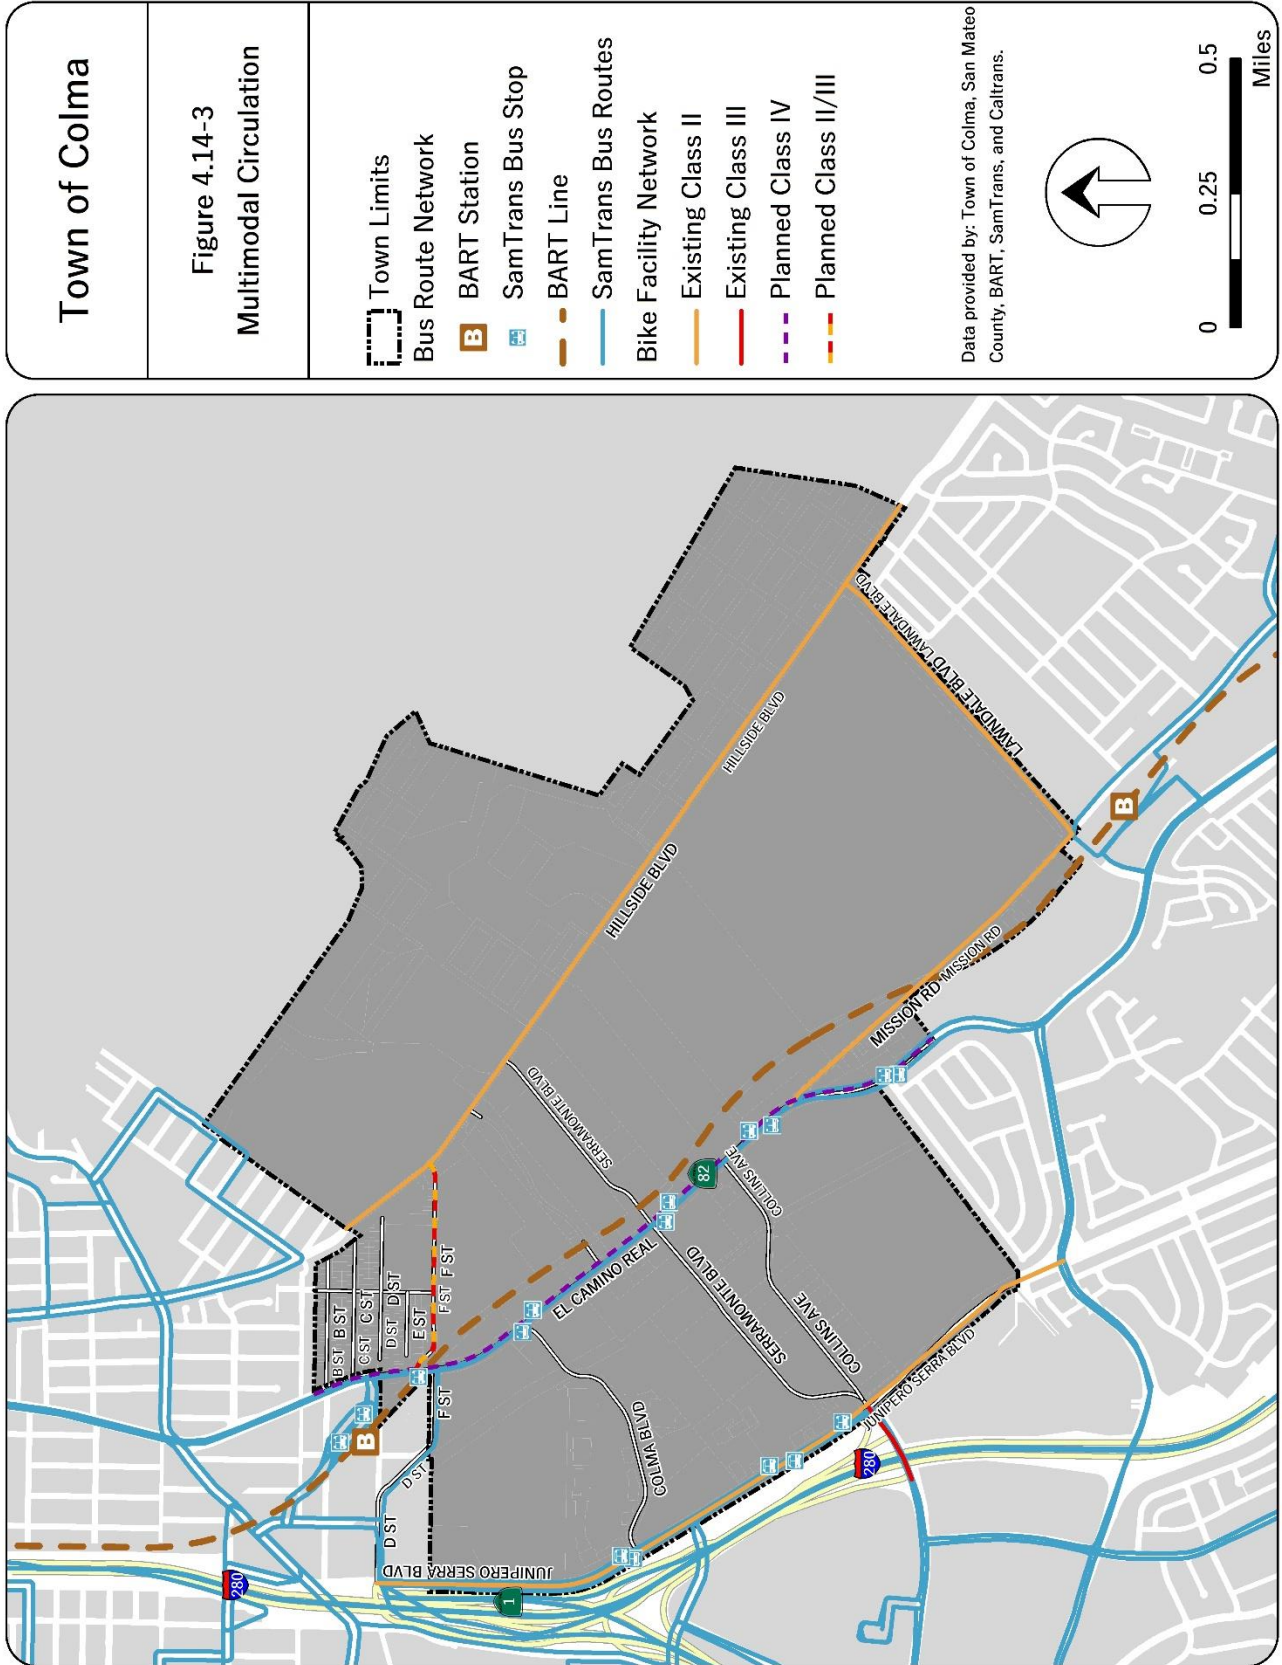 Town of Colma
Figure 4.14-3
Multimodal Circulation
Town Limits
Bus Route Network
B BART Station
SamTrans Bus Stop
BART Line
SamTrans Bus Routes
Bike Facility Network
Existing Class II
Existing Class III
Planned Class IV
Planned Class II/III
Data provided by: Town of Colma, San Mateo
County, BART, SamTrans, and Caltrans.
0 0.25 0.5
Miles
280
B ST B ST
C ST C ST
D ST D ST
E ST
F ST F ST
F ST
D ST
D ST
B
JUNIPERO SERRA BLVD
1
COLMA BLVD
EL CAMINO REAL
SERRAMONTE BLVD
SERRAMONTE BLVD
82
COLLINS AVE
COLLINS AVE
JUNIPERO SERRA BLVD
280
HILLSIDE BLVD
HILLSIDE BLVD
MISSION RD MISSION RD
LAWNDALE BLVD LAWNDALE BLVD
B